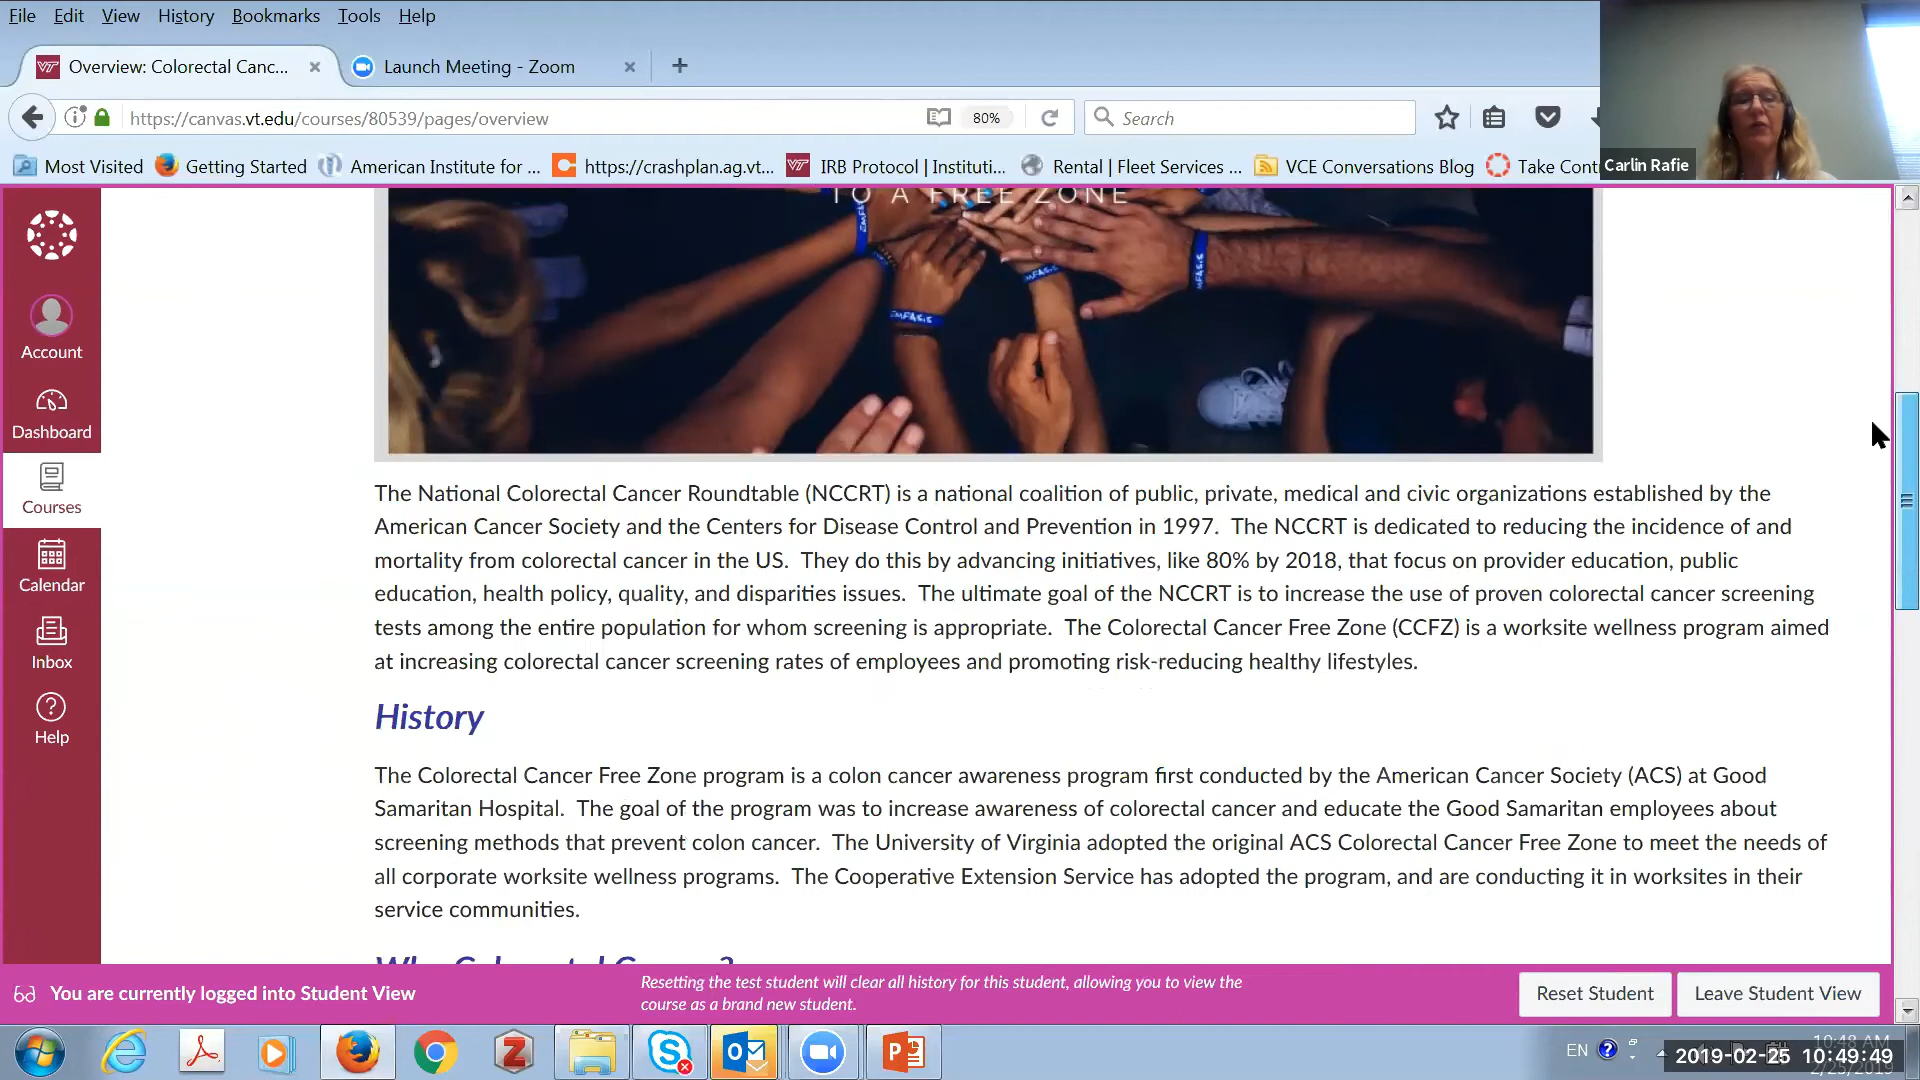 File Edit View History Bookmarks Tools Help
Overview: Colorectal Canc... × Launch Meeting - Zoom × +
https://canvas.vt.edu/courses/80539/pages/overview 80% Search
Most Visited Getting Started American Institute for ... https://crashplan.ag.vt... IRB Protocol | Instituti... Rental | Fleet Services ... VCE Conversations Blog Take Cont
Carlin Rafie
TO A FREE ZONE
EMFASIS
EMFASIS
EMFASIS
Account
Dashboard
Courses
Calendar
Inbox
Help
The National Colorectal Cancer Roundtable (NCCRT) is a national coalition of public, private, medical and civic organizations established by the
American Cancer Society and the Centers for Disease Control and Prevention in 1997. The NCCRT is dedicated to reducing the incidence of and
mortality from colorectal cancer in the US. They do this by advancing initiatives, like 80% by 2018, that focus on provider education, public
education, health policy, quality, and disparities issues. The ultimate goal of the NCCRT is to increase the use of proven colorectal cancer screening
tests among the entire population for whom screening is appropriate. The Colorectal Cancer Free Zone (CCFZ) is a worksite wellness program aimed
at increasing colorectal cancer screening rates of employees and promoting risk-reducing healthy lifestyles.
History
The Colorectal Cancer Free Zone program is a colon cancer awareness program first conducted by the American Cancer Society (ACS) at Good
Samaritan Hospital. The goal of the program was to increase awareness of colorectal cancer and educate the Good Samaritan employees about
screening methods that prevent colon cancer. The University of Virginia adopted the original ACS Colorectal Cancer Free Zone to meet the needs of
all corporate worksite wellness programs. The Cooperative Extension Service has adopted the program, and are conducting it in worksites in their
service communities.
Why Colorectal Cancer?
You are currently logged into Student View
Resetting the test student will clear all history for this student, allowing you to view the
course as a brand new student.
Reset Student Leave Student View
EN
10:48 AM
2019-02-25 10:49:49
2/25/2019